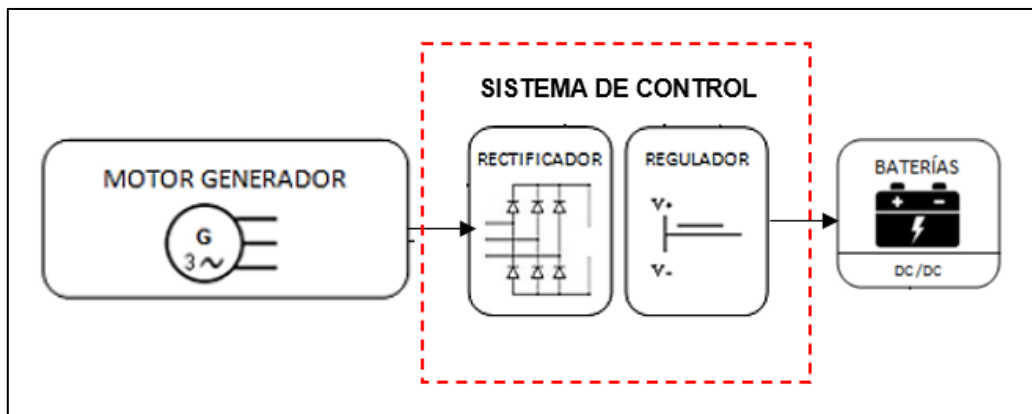 SISTEMA DE CONTROL
MOTOR GENERADOR
G
3~
RECTIFICADOR
REGULADOR
V+
V-
BATERÍAS
+ -
DC/DC